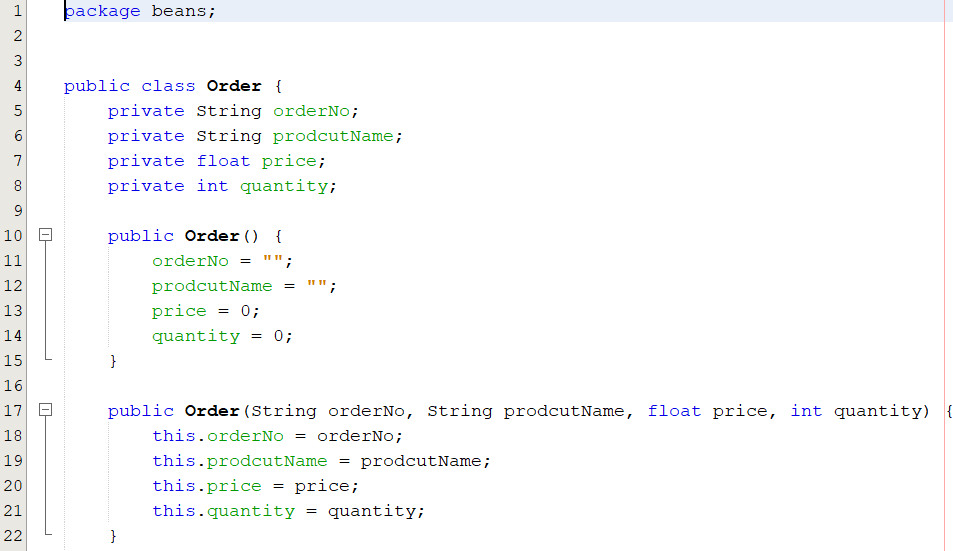 1 package beans;
2
3
4 public class Order {
5 private String orderNo;
6 private String prodcutName;
7 private float price;
8 private int quantity;
9
10 public Order() {
11 orderNo = "";
12 prodcutName = "";
13 price = 0;
14 quantity = 0;
15 }
16
17 public Order(String orderNo, String prodcutName, float price, int quantity) {
18 this.orderNo = orderNo;
19 this.prodcutName = prodcutName;
20 this.price = price;
21 this.quantity = quantity;
22 }